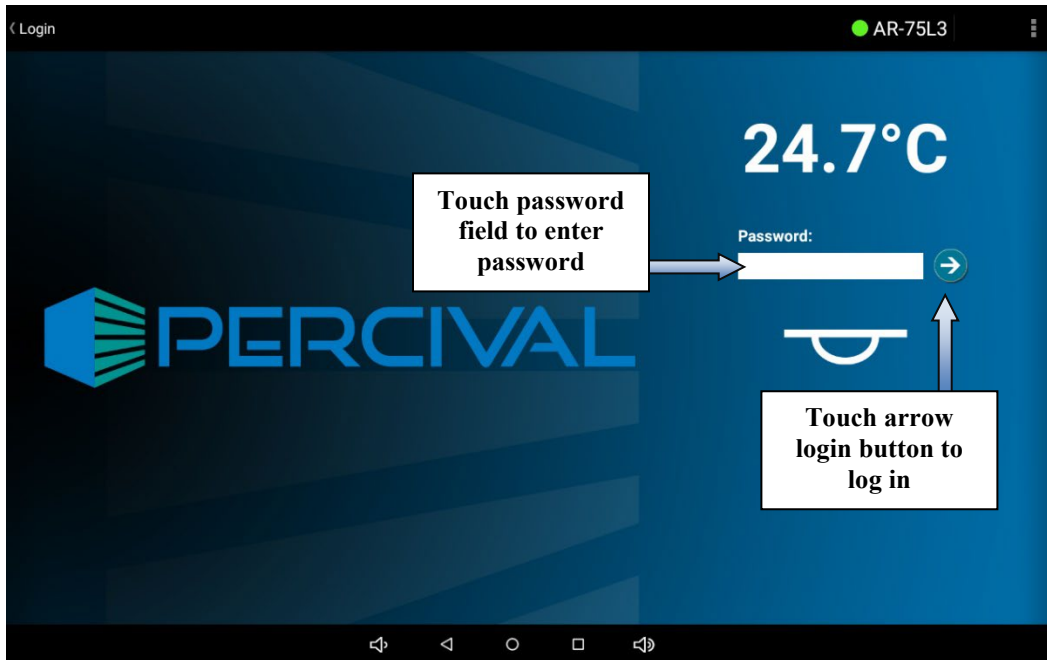 Login
AR-75L3
24.7°C
Touch password
field to enter
password
Password:
PERCIVAL
Touch arrow
login button to
log in